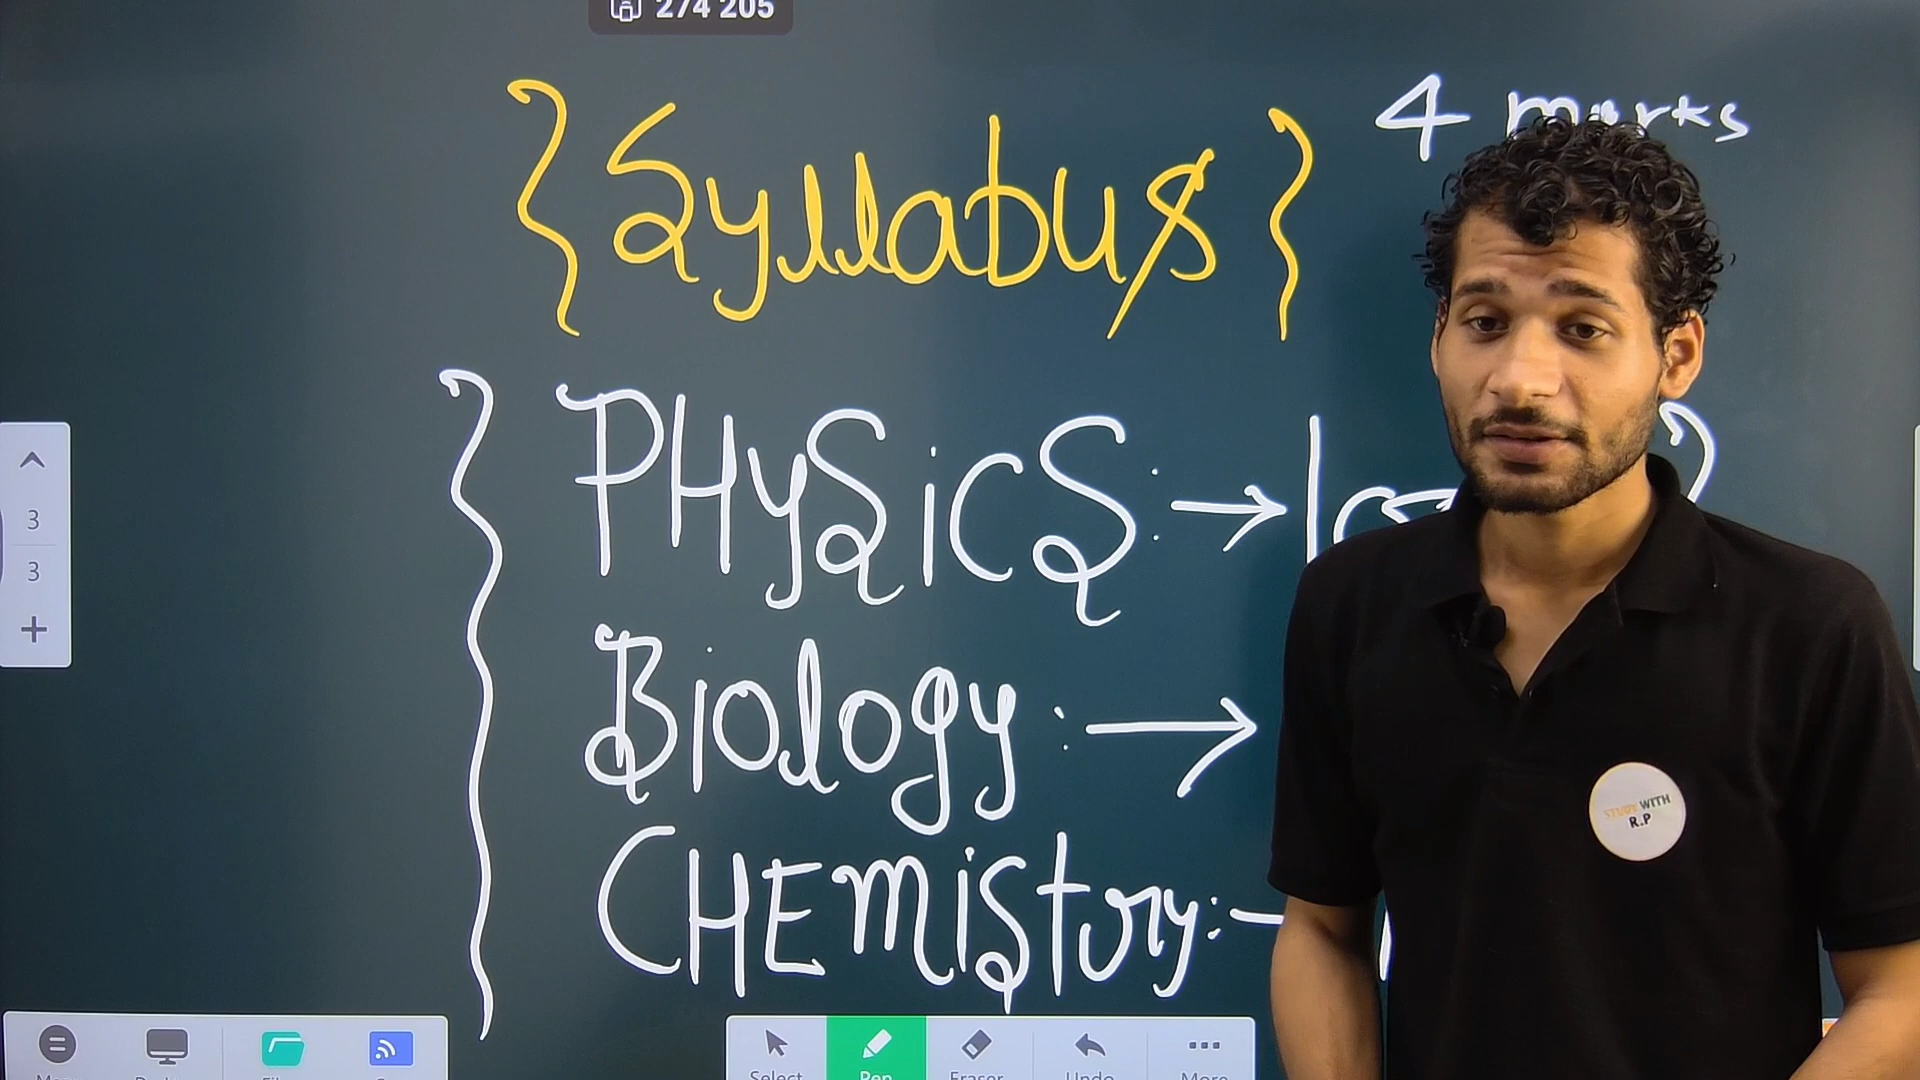 274 205
{ Syllabus }
4 marks
PHYSiCS :→
Biology :→
CHEmistry :-
3
3
STUDY WITH
R.P
Select
Pen
Eraser
Undo
More